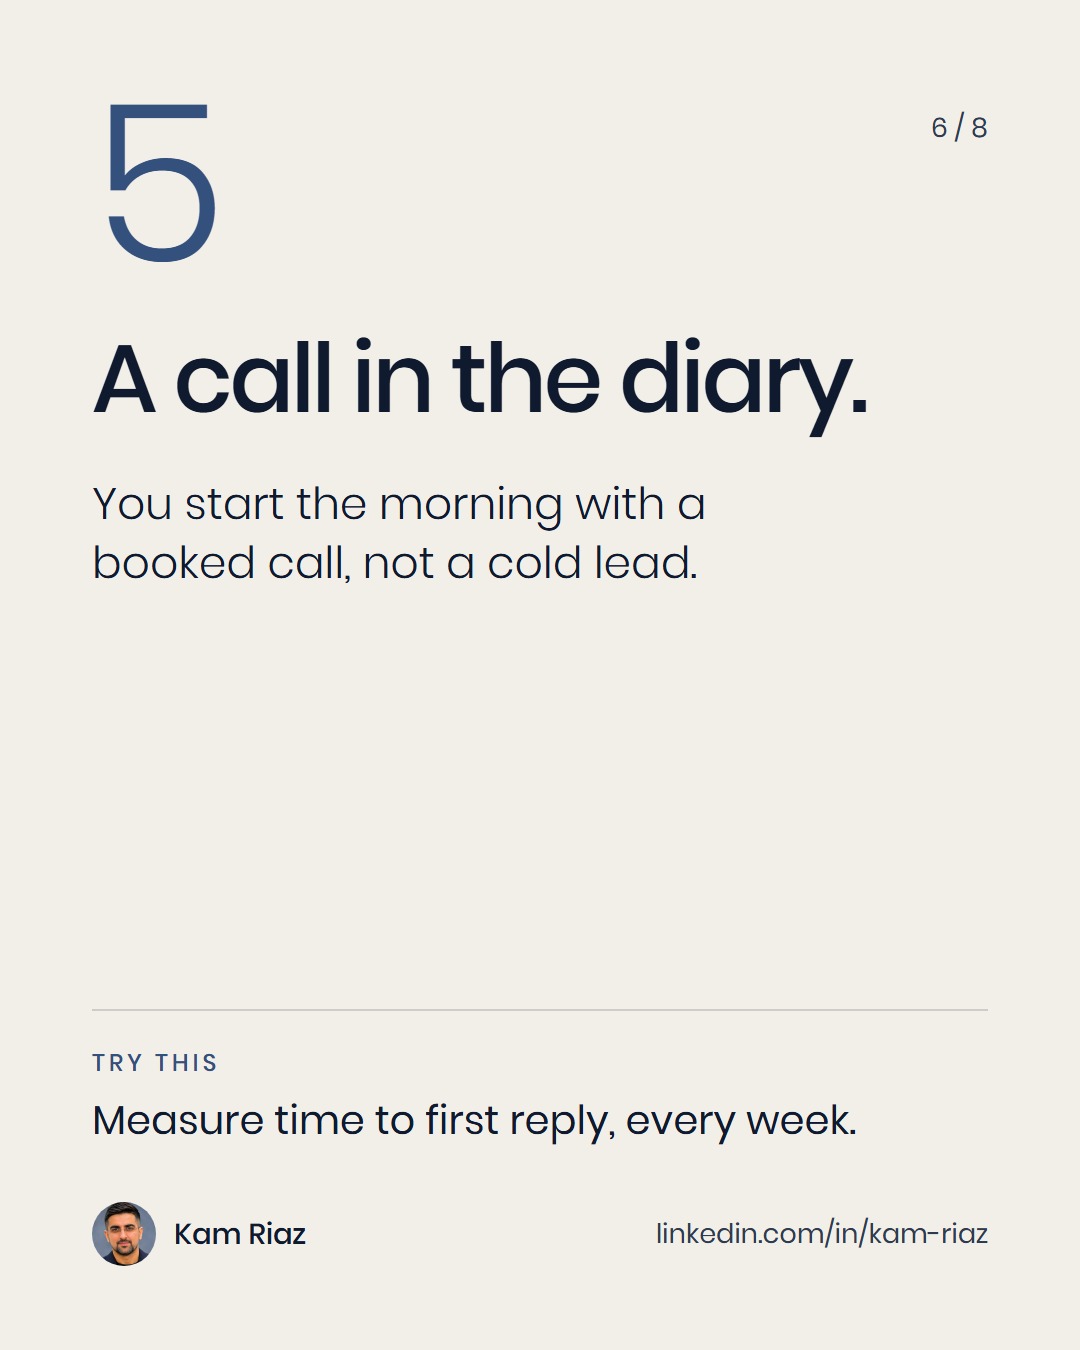 5
6 / 8
A call in the diary.
You start the morning with a
booked call, not a cold lead.
TRY THIS
Measure time to first reply, every week.
Kam Riaz
linkedin.com/in/kam-riaz